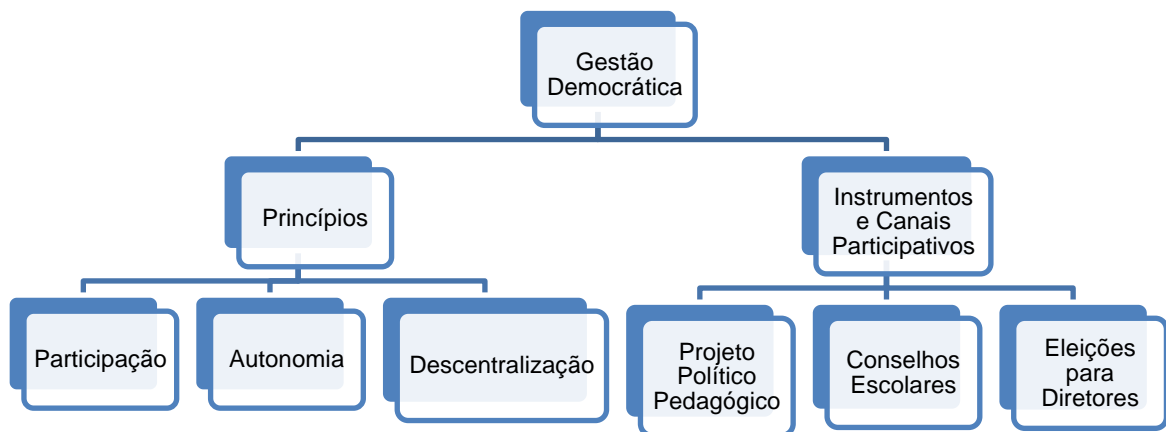 Gestão
Democrática
Princípios
Instrumentos
e Canais
Participativos
Participação
Autonomia
Descentralização
Projeto
Político
Pedagógico
Conselhos
Escolares
Eleições
para
Diretores